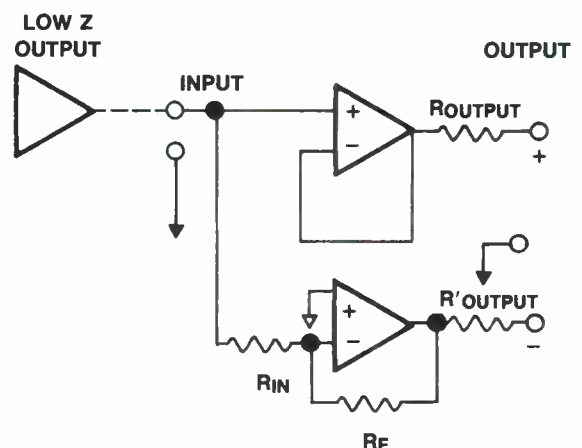 LOW Z
OUTPUT
OUTPUT
INPUT
+
−
ROUTPUT
+
+
−
R'OUTPUT
−
RIN
RF